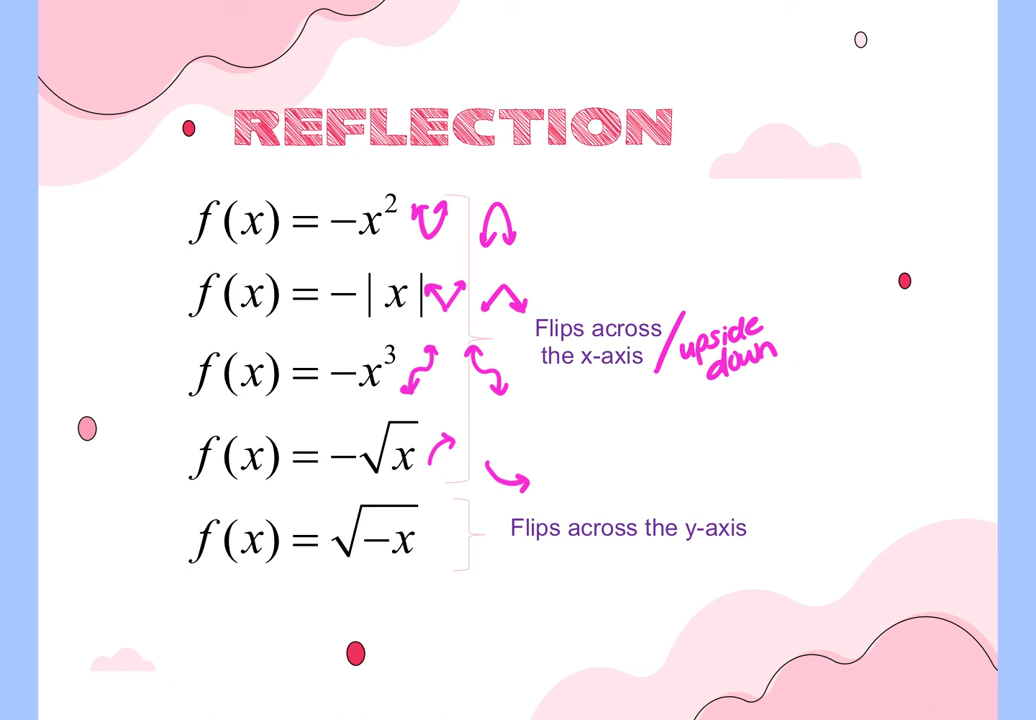 REFLECTION
f(x) = −x²
f(x) = −| x |
Flips across
the x-axis / upside down
f(x) = −x³
f(x) = −√x
f(x) = √−x
Flips across the y-axis